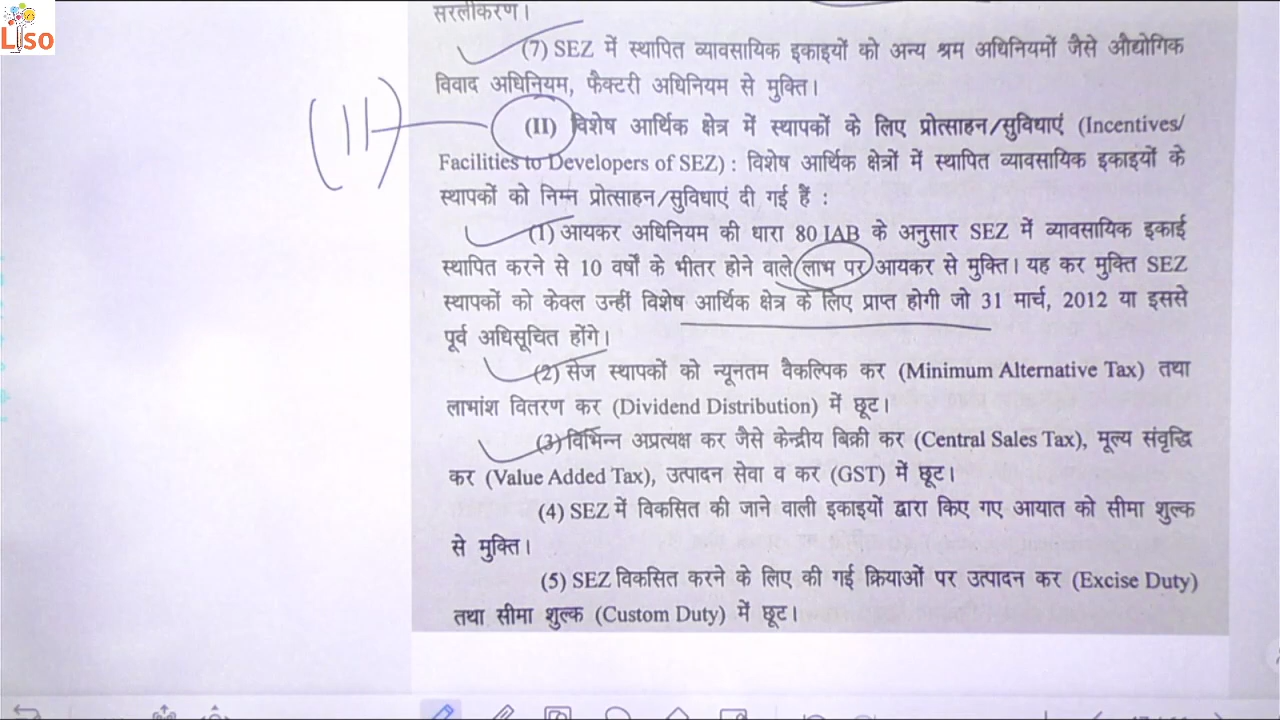 Liso
सरलीकरण।
(7) SEZ में स्थापित व्यावसायिक इकाइयों को अन्य श्रम अधिनियमों जैसे औद्योगिक
विवाद अधिनियम, फैक्टरी अधिनियम से मुक्ति।
(II)
(II) विशेष आर्थिक क्षेत्र में स्थापकों के लिए प्रोत्साहन/सुविधाएं (Incentives/
Facilities to Developers of SEZ) : विशेष आर्थिक क्षेत्रों में स्थापित व्यावसायिक इकाइयों के
स्थापकों को निम्न प्रोत्साहन/सुविधाएं दी गई हैं :
(1) आयकर अधिनियम की धारा 80 IAB के अनुसार SEZ में व्यावसायिक इकाई
स्थापित करने से 10 वर्षों के भीतर होने वाले लाभ पर आयकर से मुक्ति। यह कर मुक्ति SEZ
स्थापकों को केवल उन्हीं विशेष आर्थिक क्षेत्र के लिए प्राप्त होगी जो 31 मार्च, 2012 या इससे
पूर्व अधिसूचित होंगे।
(2) सेज स्थापकों को न्यूनतम वैकल्पिक कर (Minimum Alternative Tax) तथा
लाभांश वितरण कर (Dividend Distribution) में छूट।
(3) विभिन्न अप्रत्यक्ष कर जैसे केन्द्रीय बिक्री कर (Central Sales Tax), मूल्य संवृद्धि
कर (Value Added Tax), उत्पादन सेवा व कर (GST) में छूट।
(4) SEZ में विकसित की जाने वाली इकाइयों द्वारा किए गए आयात को सीमा शुल्क
से मुक्ति।
(5) SEZ विकसित करने के लिए की गई क्रियाओं पर उत्पादन कर (Excise Duty)
तथा सीमा शुल्क (Custom Duty) में छूट।